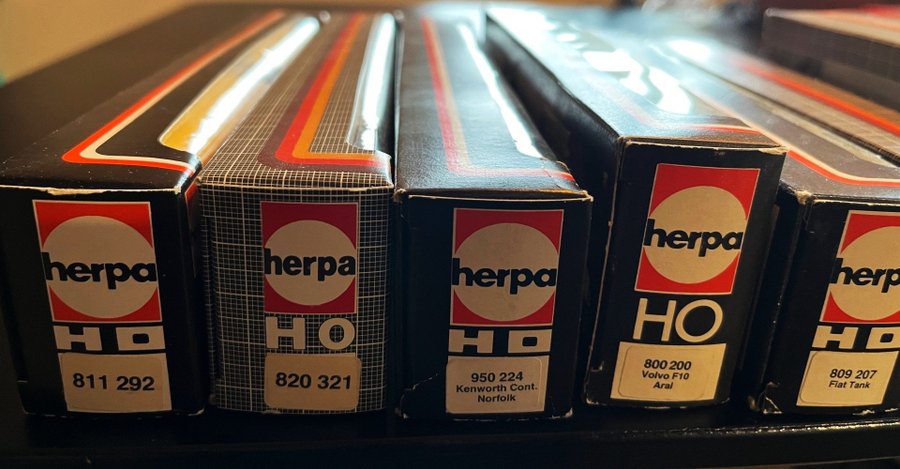 herpa
HO
811 292
herpa
HO
820 321
herpa
HO
950 224
Kenworth Cont.
Norfolk
herpa
HO
800 200
Volvo F10
Aral
herpa
HO
809 207
Fiat Tank